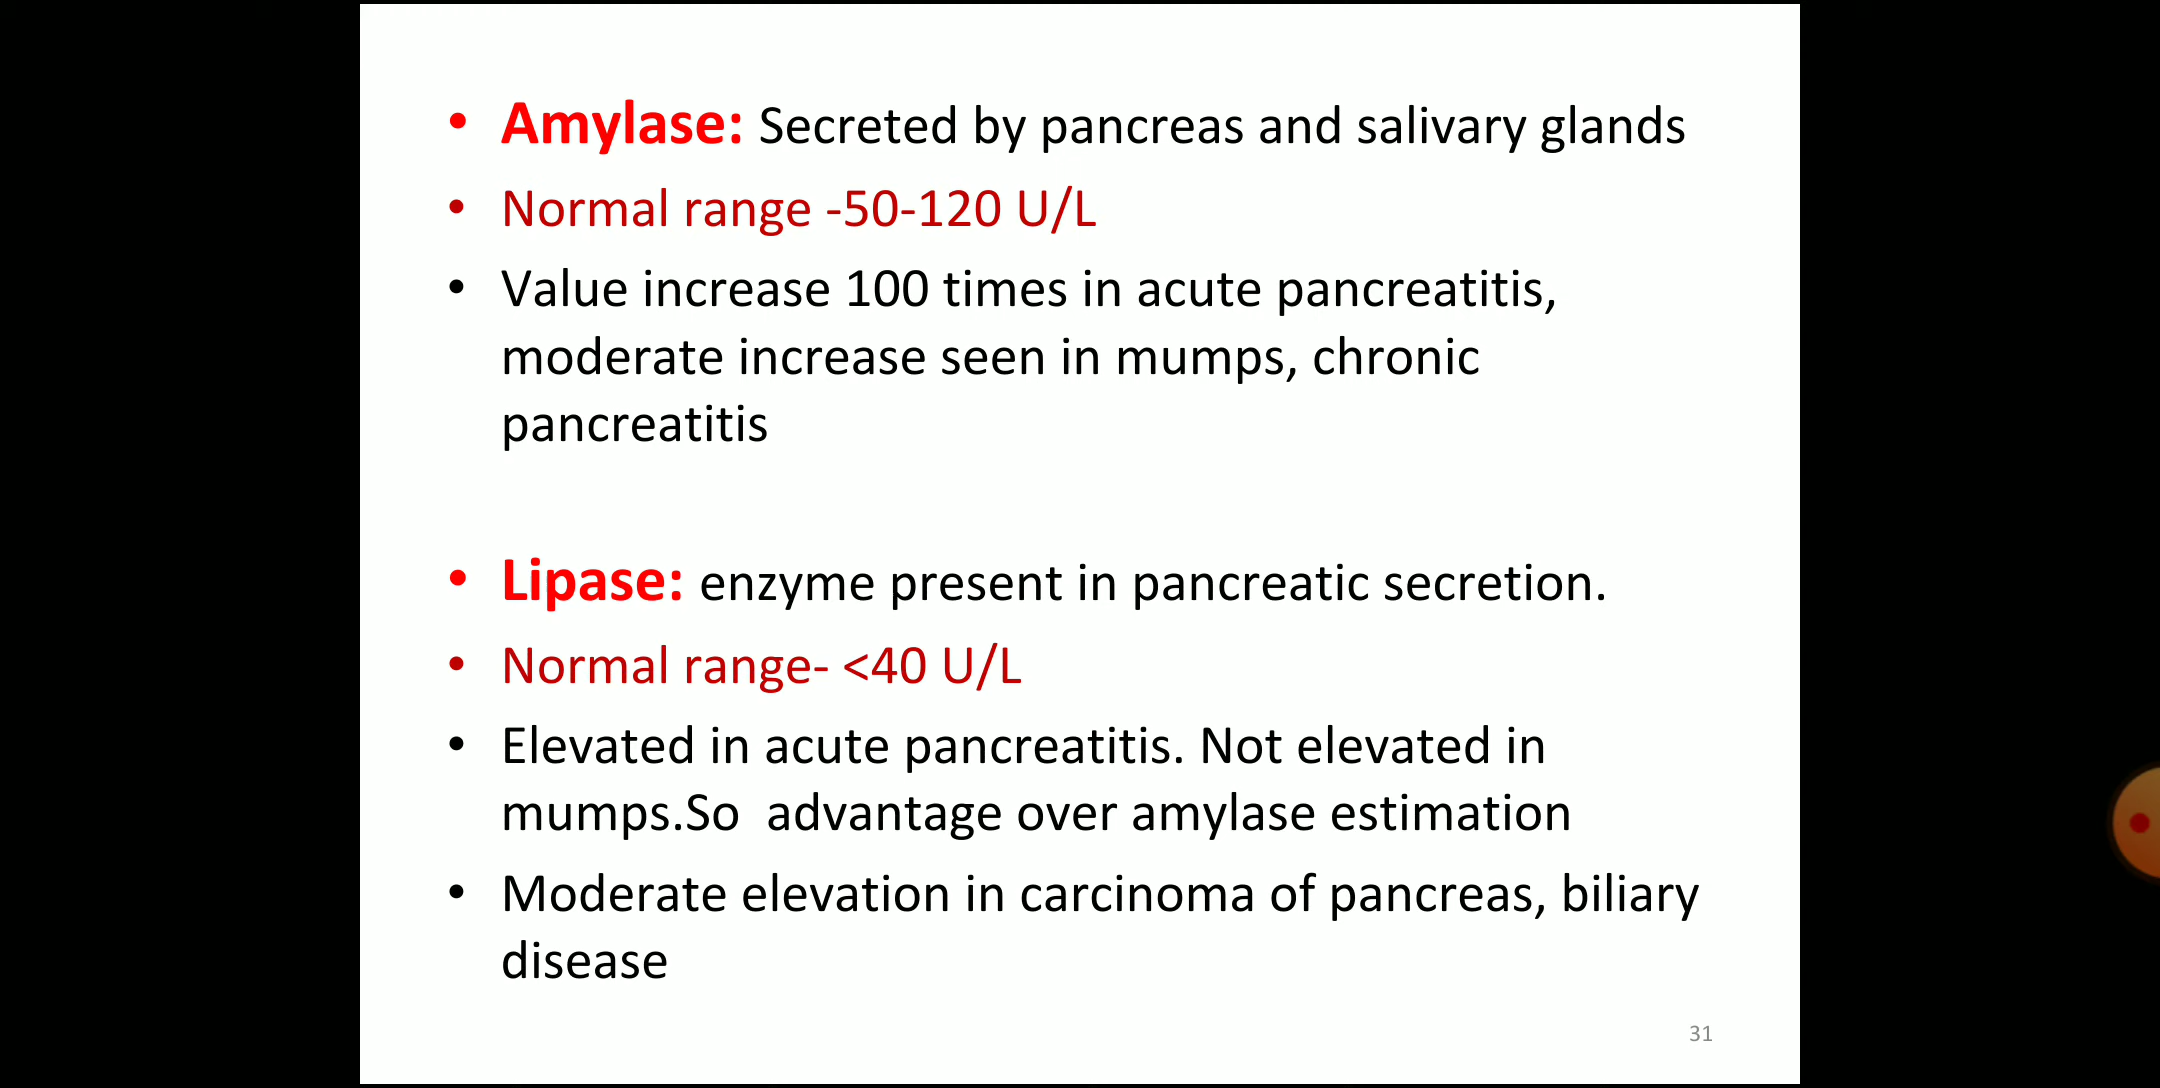 • Amylase: Secreted by pancreas and salivary glands
• Normal range -50-120 U/L
• Value increase 100 times in acute pancreatitis,
moderate increase seen in mumps, chronic
pancreatitis
• Lipase: enzyme present in pancreatic secretion.
• Normal range- <40 U/L
• Elevated in acute pancreatitis. Not elevated in
mumps.So  advantage over amylase estimation
• Moderate elevation in carcinoma of pancreas, biliary
disease
31